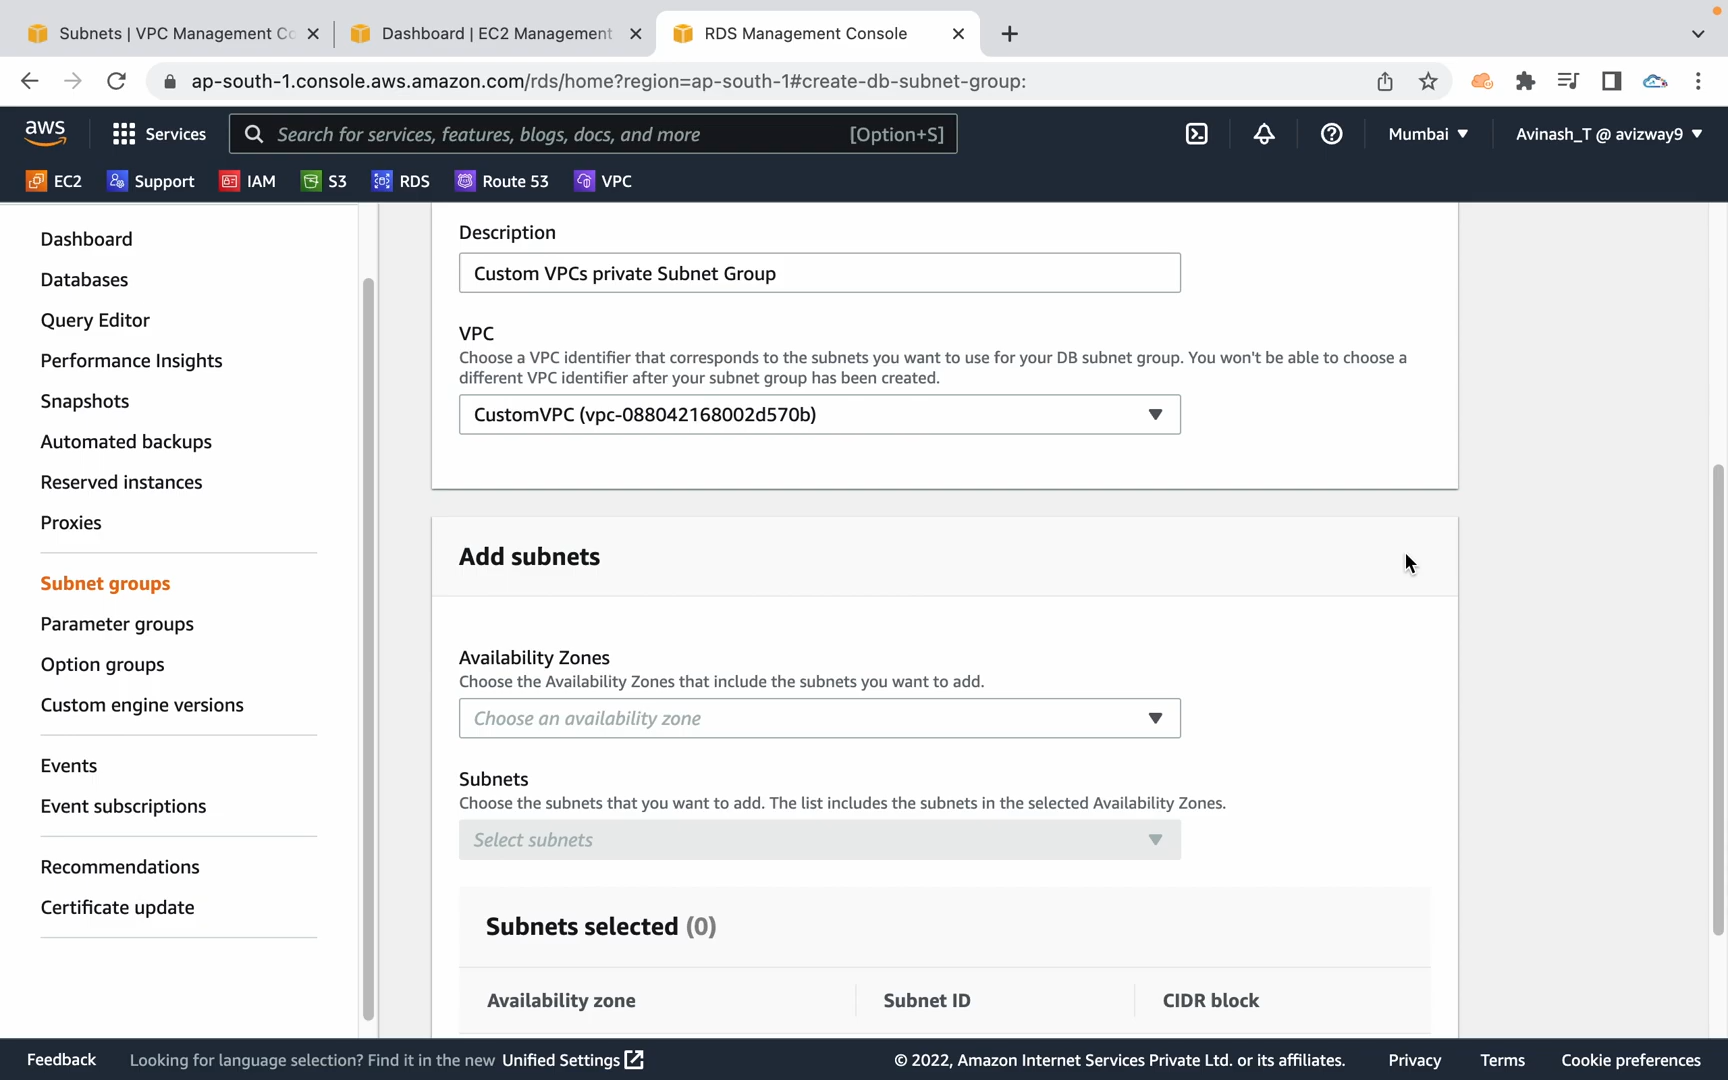 Subnets | VPC Management Co
Dashboard | EC2 Management
RDS Management Console
ap-south-1.console.aws.amazon.com/rds/home?region=ap-south-1#create-db-subnet-group:
aws
Services
Search for services, features, blogs, docs, and more [Option+S]
Mumbai
Avinash_T @ avizway9
EC2
Support
IAM
S3
RDS
Route 53
VPC
Dashboard
Databases
Query Editor
Performance Insights
Snapshots
Automated backups
Reserved instances
Proxies
Subnet groups
Parameter groups
Option groups
Custom engine versions
Events
Event subscriptions
Recommendations
Certificate update
Description
Custom VPCs private Subnet Group
VPC
Choose a VPC identifier that corresponds to the subnets you want to use for your DB subnet group. You won't be able to choose a
different VPC identifier after your subnet group has been created.
CustomVPC (vpc-088042168002d570b)
Add subnets
Availability Zones
Choose the Availability Zones that include the subnets you want to add.
Choose an availability zone
Subnets
Choose the subnets that you want to add. The list includes the subnets in the selected Availability Zones.
Select subnets
Subnets selected (0)
Availability zone
Subnet ID
CIDR block
Feedback
Looking for language selection? Find it in the new Unified Settings
© 2022, Amazon Internet Services Private Ltd. or its affiliates.
Privacy
Terms
Cookie preferences